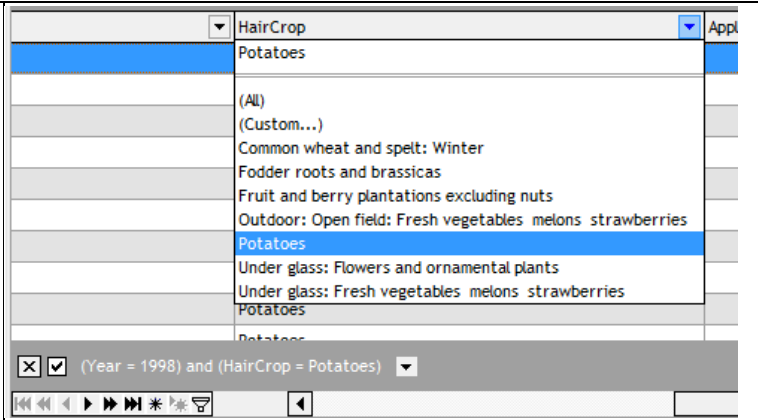 HairCrop
Appl
Potatoes
(All)
(Custom...)
Common wheat and spelt: Winter
Fodder roots and brassicas
Fruit and berry plantations excluding nuts
Outdoor: Open field: Fresh vegetables melons strawberries
Potatoes
Under glass: Flowers and ornamental plants
Under glass: Fresh vegetables melons strawberries
Potatoes
Potatoes
(Year = 1998) and (HairCrop = Potatoes)